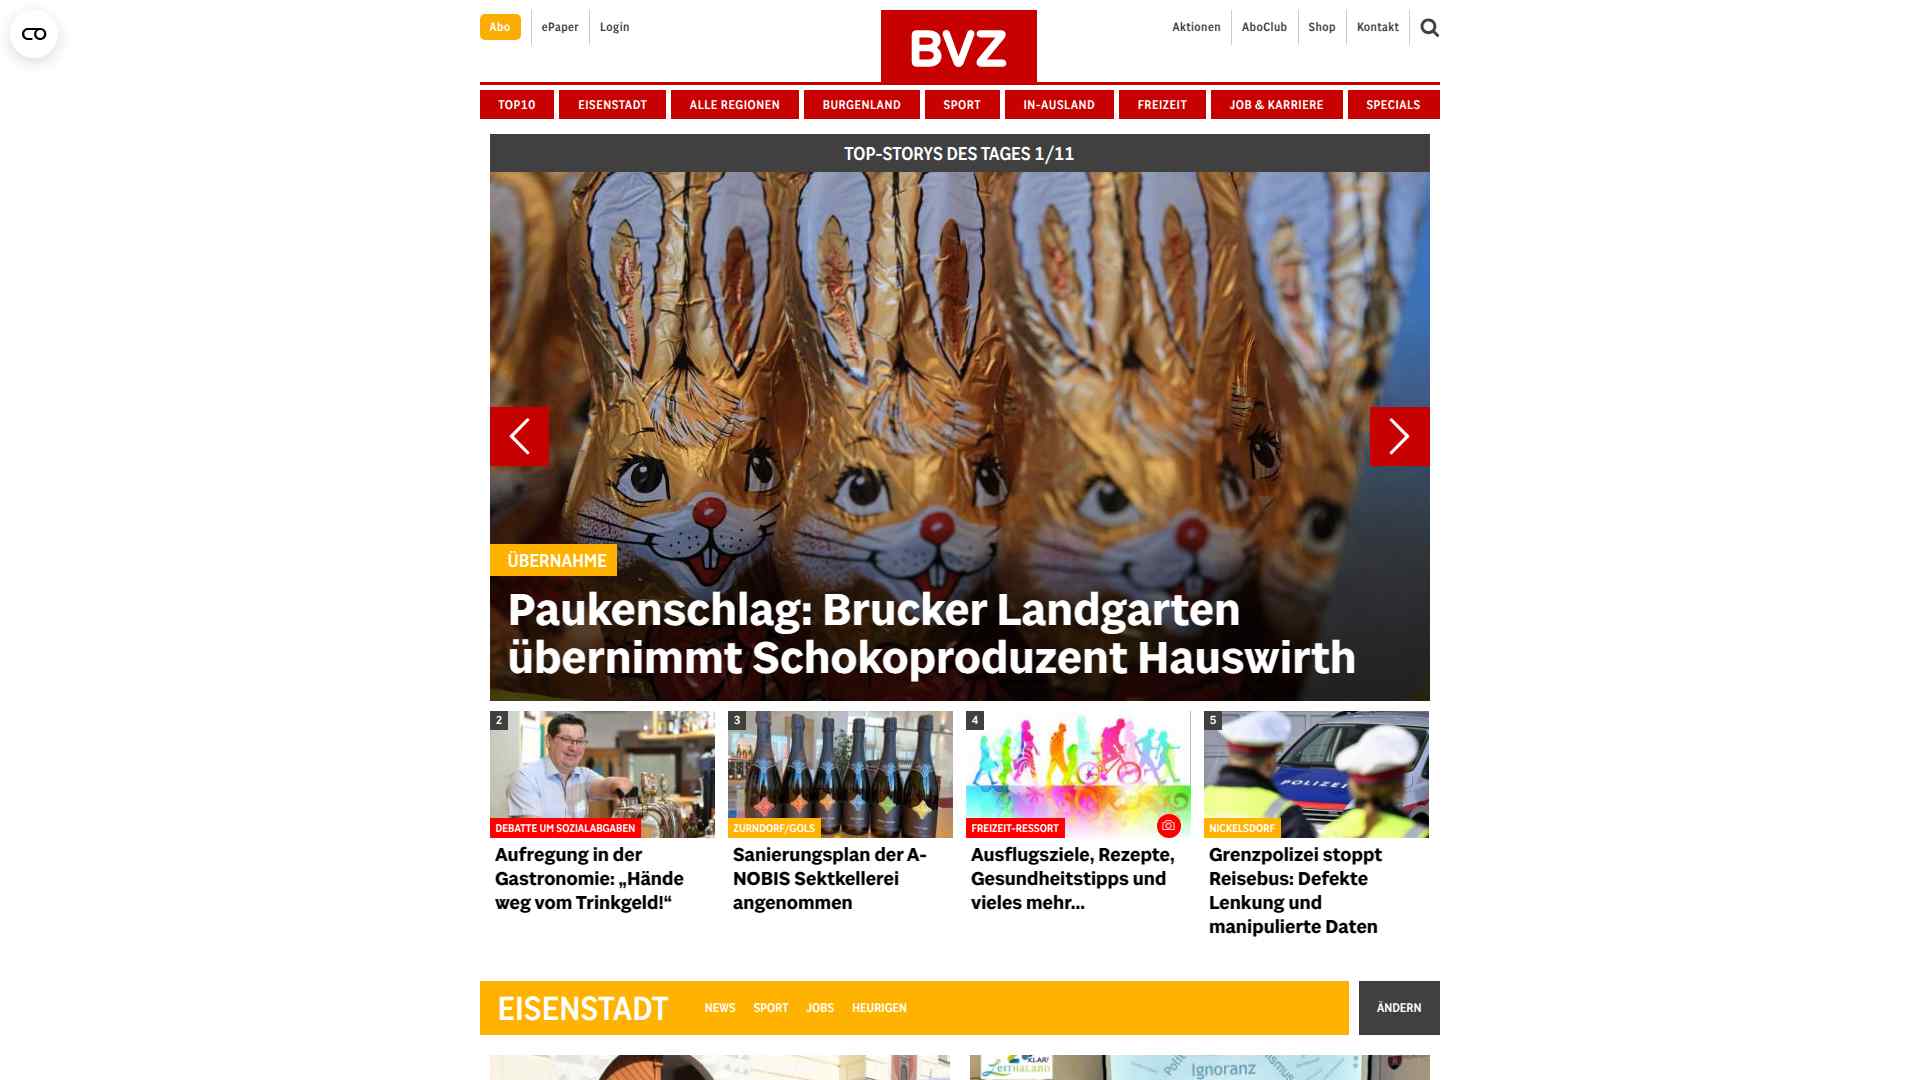 Abo
ePaper
Login
BVZ
Aktionen
AboClub
Shop
Kontakt
TOP10
EISENSTADT
ALLE REGIONEN
BURGENLAND
SPORT
IN-AUSLAND
FREIZEIT
JOB & KARRIERE
SPECIALS
TOP-STORYS DES TAGES 1/11
ÜBERNAHME
Paukenschlag: Brucker Landgarten
übernimmt Schokoproduzent Hauswirth
2
DEBATTE UM SOZIALABGABEN
Aufregung in der
Gastronomie: „Hände
weg vom Trinkgeld!“
3
ZURNDORF/GOLS
Sanierungsplan der A-
NOBIS Sektkellerei
angenommen
4
FREIZEIT-RESSORT
Ausflugsziele, Rezepte,
Gesundheitstipps und
vieles mehr...
5
POLIZEI
NICKELSDORF
Grenzpolizei stoppt
Reisebus: Defekte
Lenkung und
manipulierte Daten
EISENSTADT
NEWS
SPORT
JOBS
HEURIGEN
ÄNDERN
KLAR!
Ignoranz